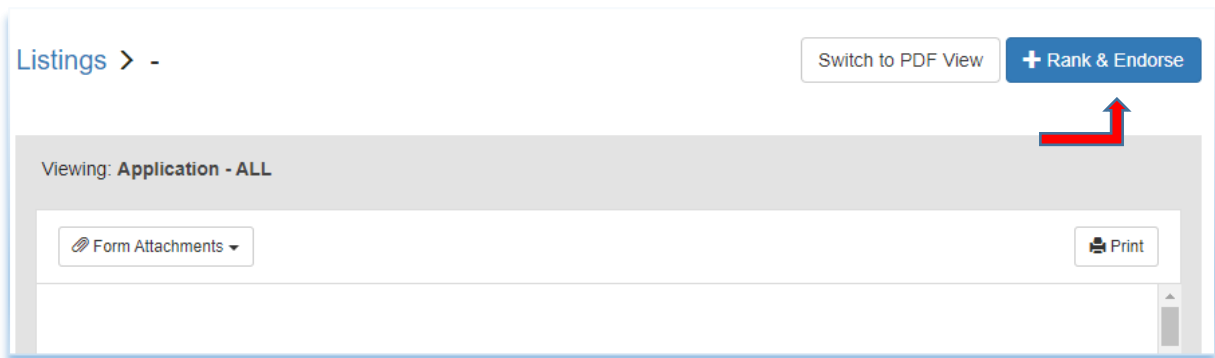 Listings > -
Switch to PDF View
+ Rank & Endorse
Viewing: Application - ALL
Form Attachments
Print